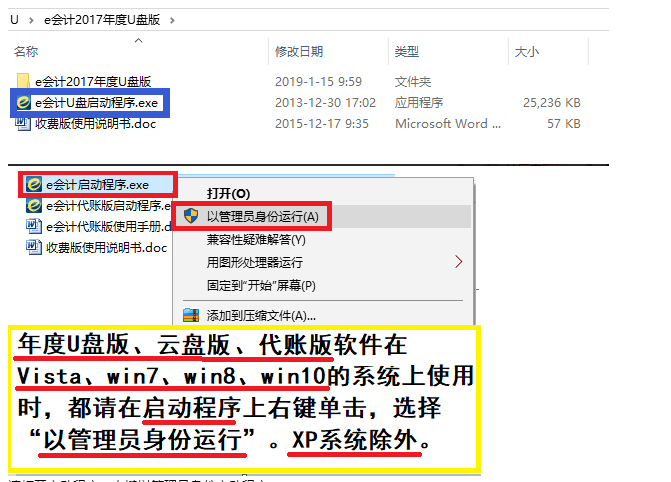 U > e会计2017年度U盘版 >
名称 修改日期 类型 大小
e会计2017年度U盘版 2019-1-15 9:59 文件夹
e会计U盘启动程序.exe 2013-12-30 17:02 应用程序 25,236 KB
收费版使用说明书.doc 2015-12-17 9:35 Microsoft Word ... 57 KB
e会计启动程序.exe
打开(O)
e会计代账版启动程序.e
以管理员身份运行(A)
e会计代账版使用手册.d
兼容性疑难解答(Y)
收费版使用说明书.doc
用图形处理器运行
固定到"开始"屏幕(P)
添加到压缩文件(A)...
年度U盘版、云盘版、代账版软件在
Vista、win7、win8、win10的系统上使用
时，都请在启动程序上右键单击，选择
“以管理员身份运行”。XP系统除外。